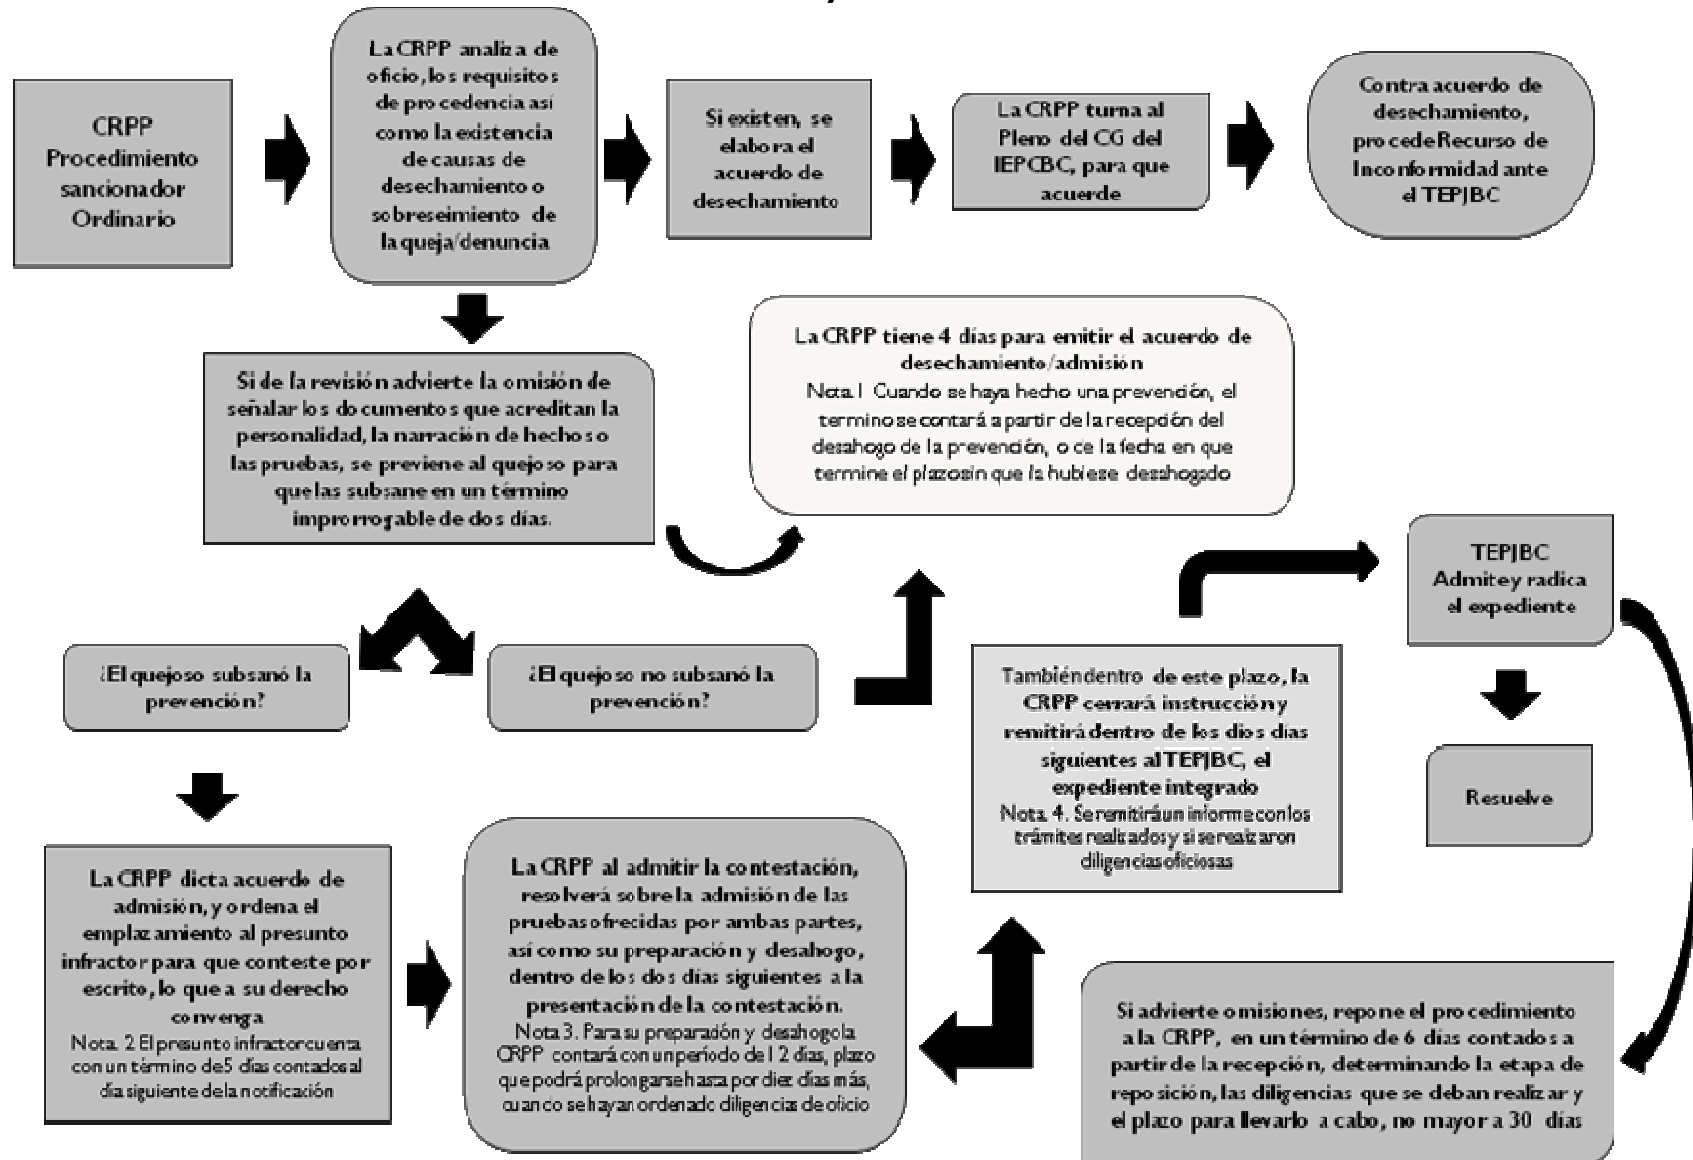 CRPP
Procedimiento
sancionador
Ordinario
La CRPP analiza de
oficio, los requisitos
de procedencia así
como la existencia
de causas de
desechamiento o
sobreseimiento de
la queja/denuncia
Si existen, se
elabora el
acuerdo de
desechamiento
La CRPP turna al
Pleno del CG del
IEPCBC, para que
acuerde
Contra acuerdo de
desechamiento,
procede Recurso de
Inconformidad ante
el TEPJBC
Si de la revisión advierte la omisión de
señalar los documentos que acreditan la
personalidad, la narración de hechos o
las pruebas, se previene al quejoso para
que las subsane en un término
improrrogable de dos días.
La CRPP tiene 4 días para emitir el acuerdo de
desechamiento/admisión
Nota.1 Cuando se haya hecho una prevención, el
termino se contará a partir de la recepción del
desahogo de la prevención, o de la fecha en que
termine el plazo sin que la hubiese desahogado
¿El quejoso subsanó la
prevención?
¿El quejoso no subsanó la
prevención?
También dentro de este plazo, la
CRPP cerrará instrucción y
remitirá dentro de los dios días
siguientes al TEPJBC, el
expediente integrado
Nota. 4. Se remitirá un informe con los
trámites realizados y si se realizaron
diligencias oficiosas
TEPJBC
Admite y radica
el expediente
Resuelve
La CRPP dicta acuerdo de
admisión, y ordena el
emplazamiento al presunto
infractor para que conteste por
escrito, lo que a su derecho
convenga
Nota. 2 El presunto infractor cuenta
con un término de 5 días contados al
día siguiente de la notificación
La CRPP al admitir la contestación,
resolverá sobre la admisión de las
pruebas ofrecidas por ambas partes,
así como su preparación y desahogo,
dentro de los dos días siguientes a la
presentación de la contestación.
Nota 3. Para su preparación y desahogo la
CRPP contará con un período de 12 días, plazo
que podrá prolongarse hasta por diez días más,
cuando se hayan ordenado diligencias de oficio
Si advierte omisiones, repone el procedimiento
a la CRPP, en un término de 6 días contados a
partir de la recepción, determinando la etapa de
reposición, las diligencias que se deban realizar y
el plazo para llevarlo a cabo, no mayor a 30 días